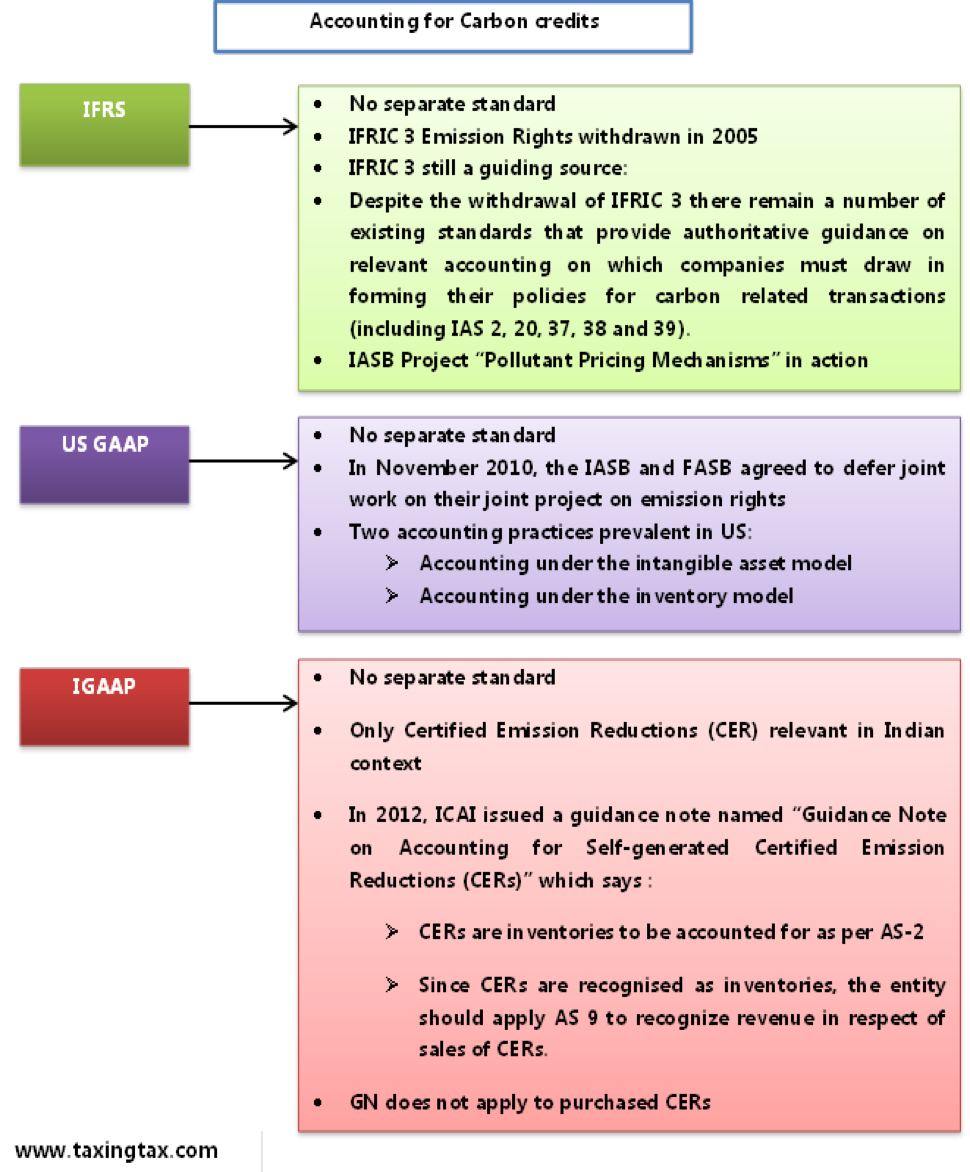 Accounting for Carbon credits
IFRS
• No separate standard
• IFRIC 3 Emission Rights withdrawn in 2005
• IFRIC 3 still a guiding source:
• Despite the withdrawal of IFRIC 3 there remain a number of
existing standards that provide authoritative guidance on
relevant accounting on which companies must draw in
forming their policies for carbon related transactions
(including IAS 2, 20, 37, 38 and 39).
• IASB Project “Pollutant Pricing Mechanisms” in action
US GAAP
• No separate standard
• In November 2010, the IASB and FASB agreed to defer joint
work on their joint project on emission rights
• Two accounting practices prevalent in US:
➢ Accounting under the intangible asset model
➢ Accounting under the inventory model
IGAAP
• No separate standard
• Only Certified Emission Reductions (CER) relevant in Indian
context
• In 2012, ICAI issued a guidance note named “Guidance Note
on Accounting for Self-generated Certified Emission
Reductions (CERs)” which says :
➢ CERs are inventories to be accounted for as per AS-2
➢ Since CERs are recognised as inventories, the entity
should apply AS 9 to recognize revenue in respect of
sales of CERs.
• GN does not apply to purchased CERs
www.taxingtax.com